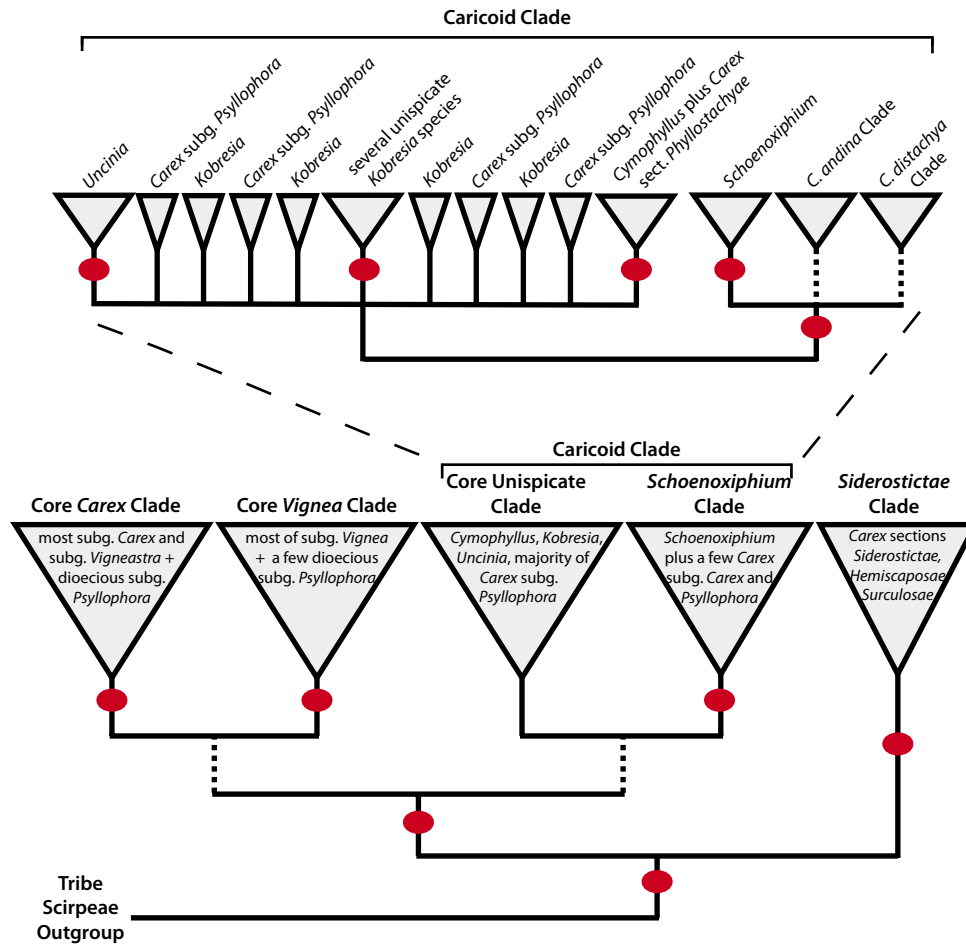 Caricoid Clade
Uncinia
Carex subg. Psyllophora
Kobresia
Carex subg. Psyllophora
Kobresia
several unispicate
Kobresia species
Kobresia
Carex subg. Psyllophora
Kobresia
Carex subg. Psyllophora
Cymophyllus plus Carex
sect. Phyllostachyae
Schoenoxiphium
C. andina Clade
C. distachya
Clade
Caricoid Clade
Core Carex Clade
Core Vignea Clade
Core Unispicate
Clade
Schoenoxiphium
Clade
Siderostictae
Clade
most subg. Carex and
subg. Vigneastra +
dioecious subg.
Psyllophora
most of subg. Vignea
+ a few dioecious
subg. Psyllophora
Cymophyllus, Kobresia,
Uncinia, majority of
Carex subg.
Psyllophora
Schoenoxiphium
plus a few Carex
subg. Carex and
Psyllophora
Carex sections
Siderostictae,
Hemiscaposae
Surculosae
Tribe
Scirpeae
Outgroup